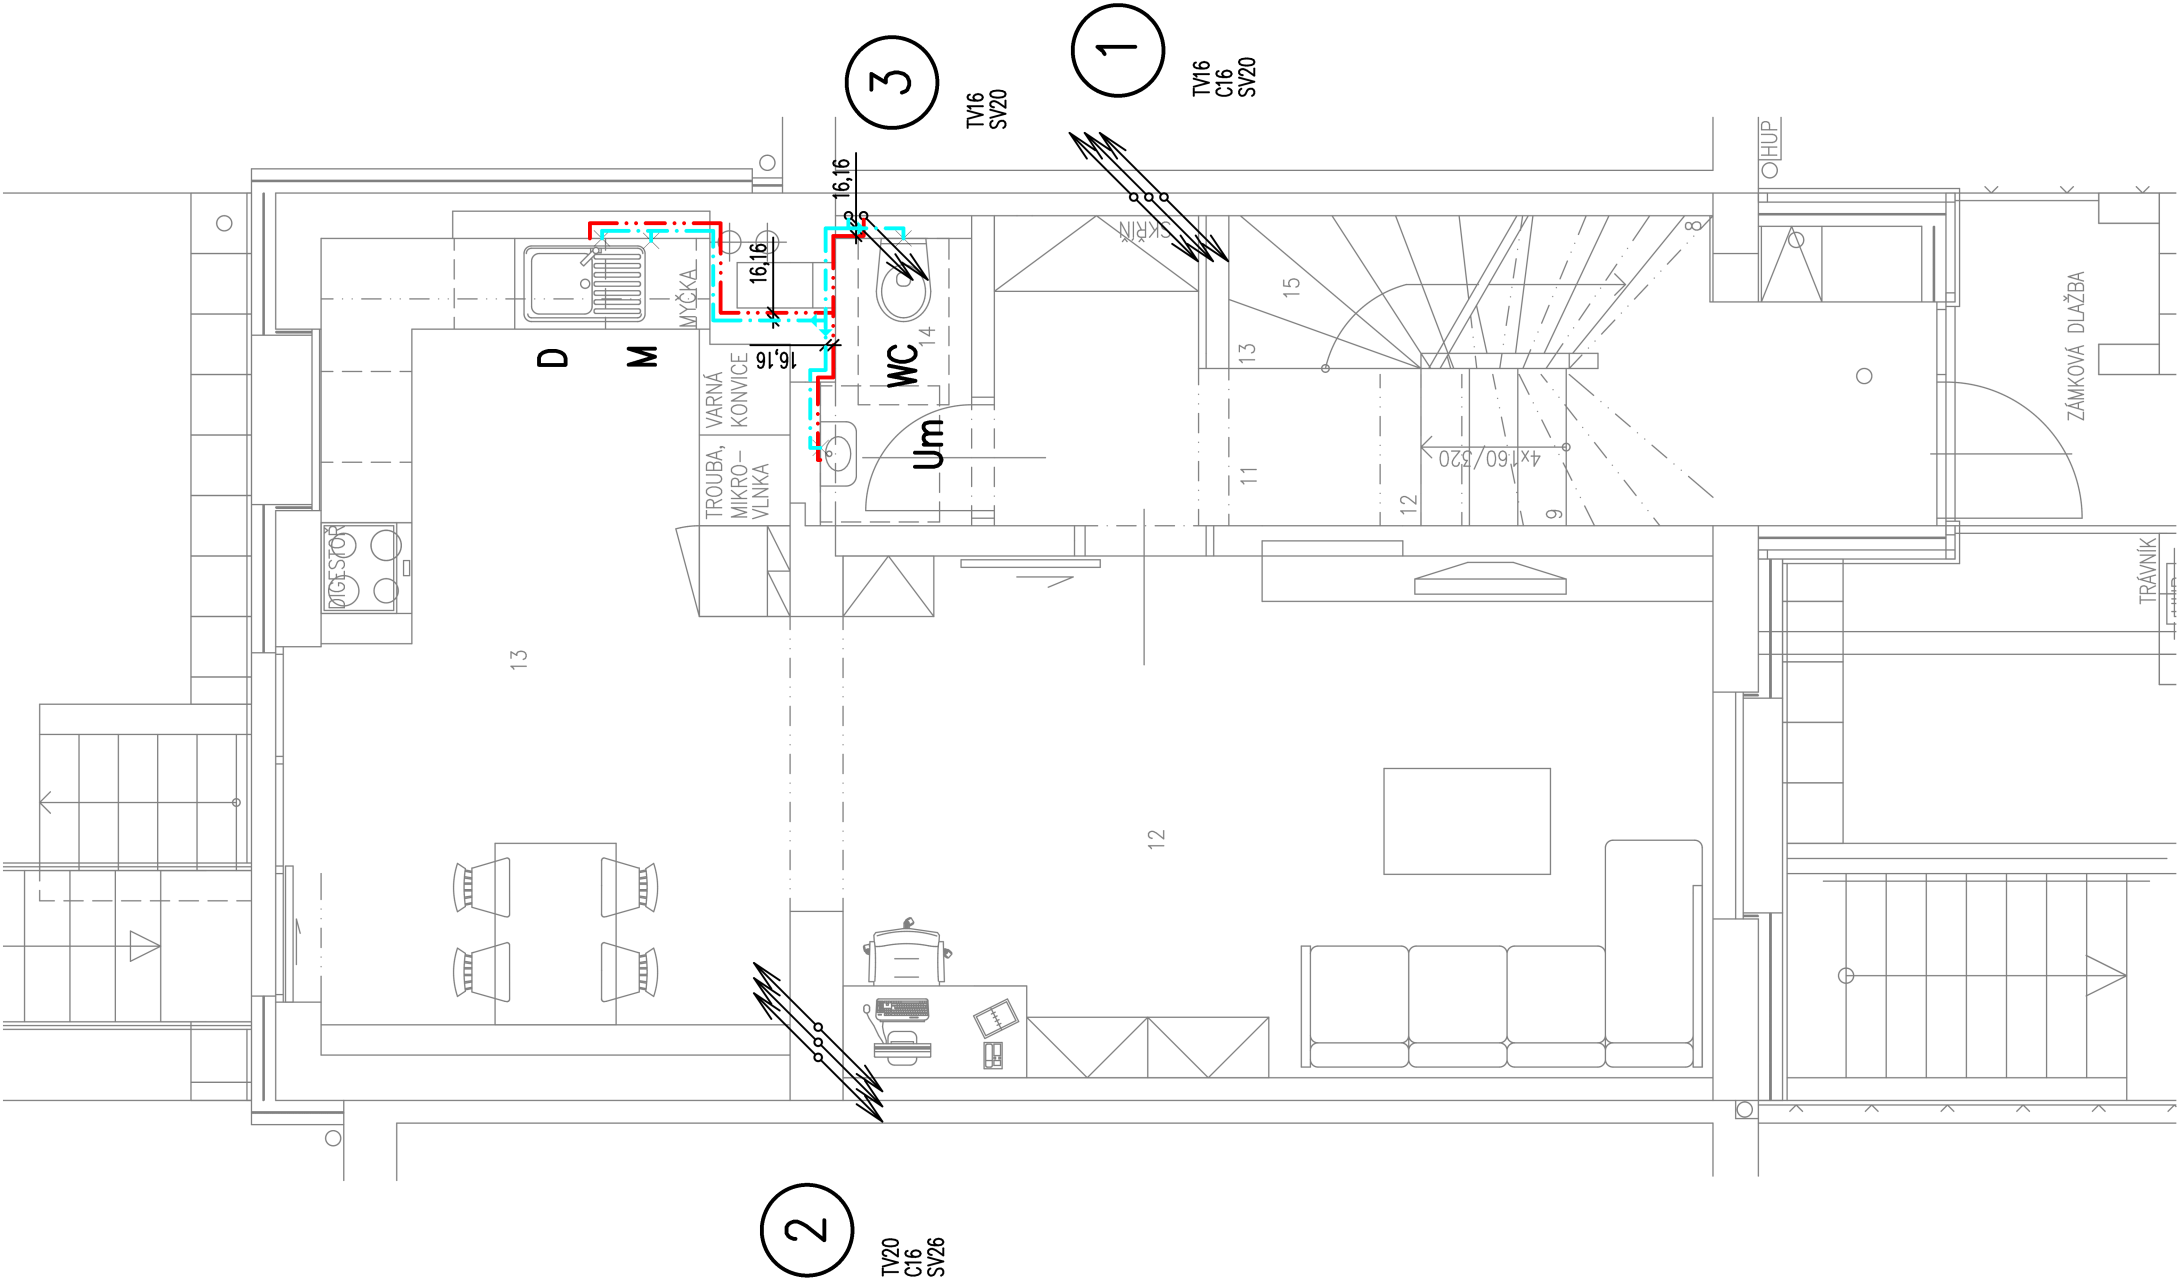 3
TV16
SV20
1
TV16
C16
SV20
HUP
16,16
16,16
16,16
SKŘÍŇ
8
15
13
14
MYČKA
D
M
WC
Um
VARNÁ
KONVICE
TROUBA,
MIKRO-
VLNKA
DIGESTOŘ
11
12
9
4x160/320
ZÁMKOVÁ DLAŽBA
TRÁVNÍK
13
12
2
TV20
C16
SV26